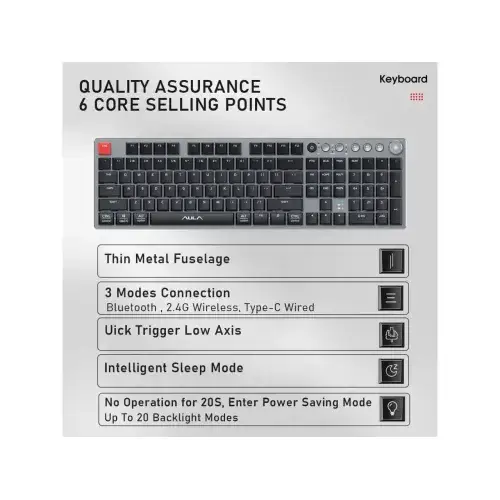 QUALITY ASSURANCE
6 CORE SELLING POINTS
Keyboard
AULA
Thin Metal Fuselage
3 Modes Connection
Bluetooth , 2.4G Wireless, Type-C Wired
Uick Trigger Low Axis
Intelligent Sleep Mode
No Operation for 20S, Enter Power Saving Mode
Up To 20 Backlight Modes